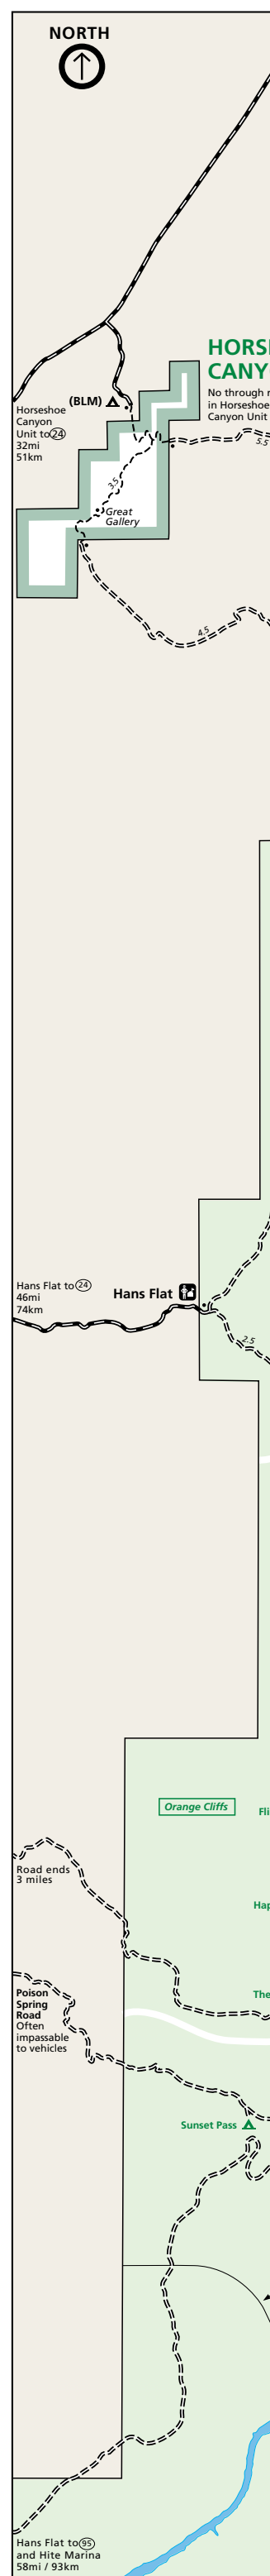 NORTH
HORS
CANY
No through r
in Horseshoe
Canyon Unit
(BLM)
Horseshoe
Canyon
Unit to 24
32mi
51km
5.5
3.5
Great
Gallery
4.5
Hans Flat to 24
46mi
74km
Hans Flat
2.5
Orange Cliffs
Fli
Road ends
3 miles
Hap
Poison
Spring
Road
Often
impassable
to vehicles
The
Sunset Pass
Hans Flat to 95
and Hite Marina
58mi / 93km